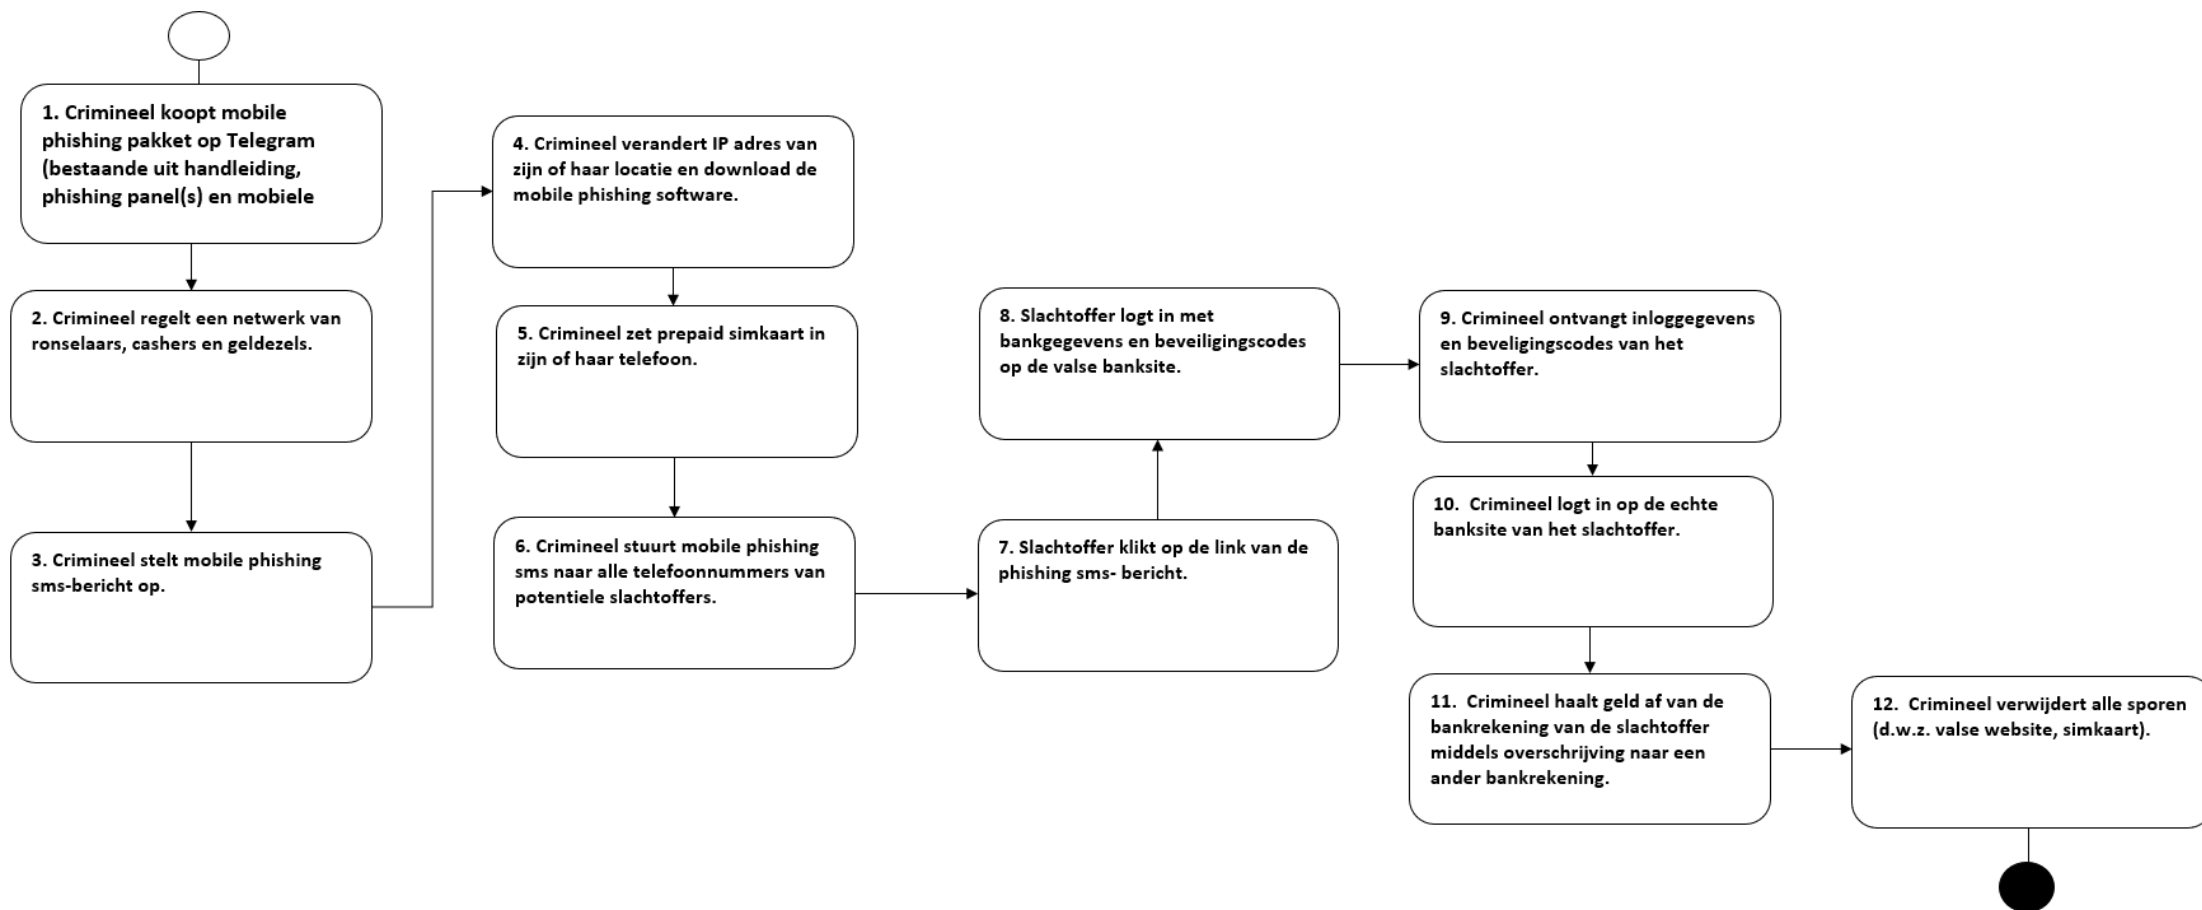 1. Crimineel koopt mobile
phishing pakket op Telegram
(bestaande uit handleiding,
phishing panel(s) en mobiele
2. Crimineel regelt een netwerk van
ronselaars, cashers en geldezels.
3. Crimineel stelt mobile phishing
sms-bericht op.
4. Crimineel verandert IP adres van
zijn of haar locatie en download de
mobile phishing software.
5. Crimineel zet prepaid simkaart in
zijn of haar telefoon.
6. Crimineel stuurt mobile phishing
sms naar alle telefoonnummers van
potentiele slachtoffers.
7. Slachtoffer klikt op de link van de
phishing sms- bericht.
8. Slachtoffer logt in met
bankgegevens en beveiligingscodes
op de valse banksite.
9. Crimineel ontvangt inloggegevens
en beveligingscodes van het
slachtoffer.
10.  Crimineel logt in op de echte
banksite van het slachtoffer.
11.  Crimineel haalt geld af van de
bankrekening van de slachtoffer
middels overschrijving naar een
ander bankrekening.
12.  Crimineel verwijdert alle sporen
(d.w.z. valse website, simkaart).